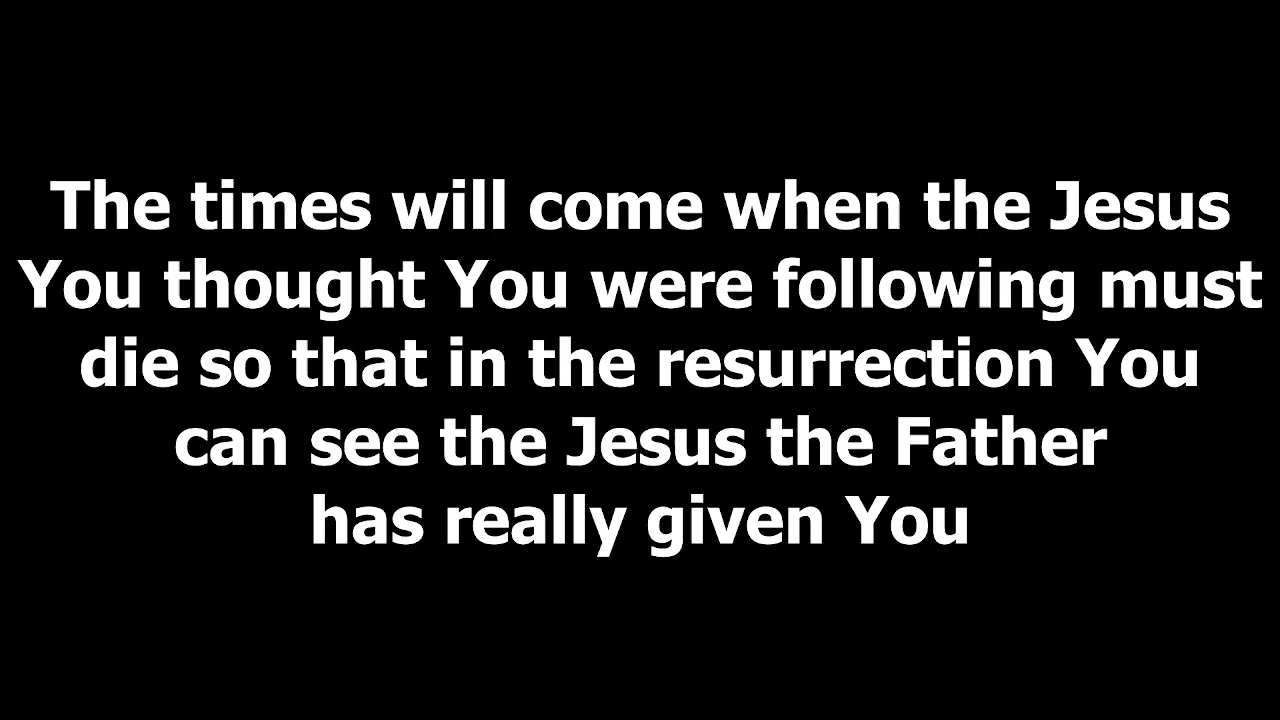 The times will come when the Jesus
You thought You were following must
die so that in the resurrection You
can see the Jesus the Father
has really given You